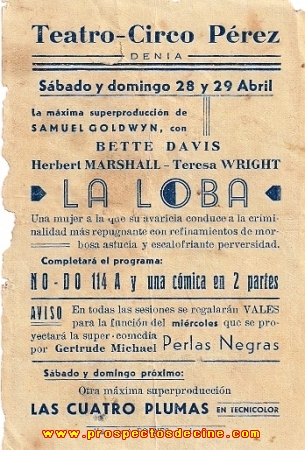 Teatro-Circo Pérez
DENIA
Sábado y domingo 28 y 29 Abril
La máxima superproducción de
SAMUEL GOLDWYN, con
BETTE DAVIS
Herbert MARSHALL - Teresa WRIGHT
LA LOBA
Una mujer a la que su avaricia conduce a la crimi-
nalidad más repugnante con refinamientos de mor-
bosa astucia y escalofriante perversidad.
Completará el programa:
NO-DO 114 A y una cómica en 2 partes
AVISO En todas las sesiones se regalarán VALES
para la función del miércoles que se pro-
yectará la super-comedia
por Gertrude Michael Perlas Negras
Sábado y domingo próximo:
Otra máxima superproducción
LAS CUATRO PLUMAS EN TECNICOLOR
www.prospectosdecine.com